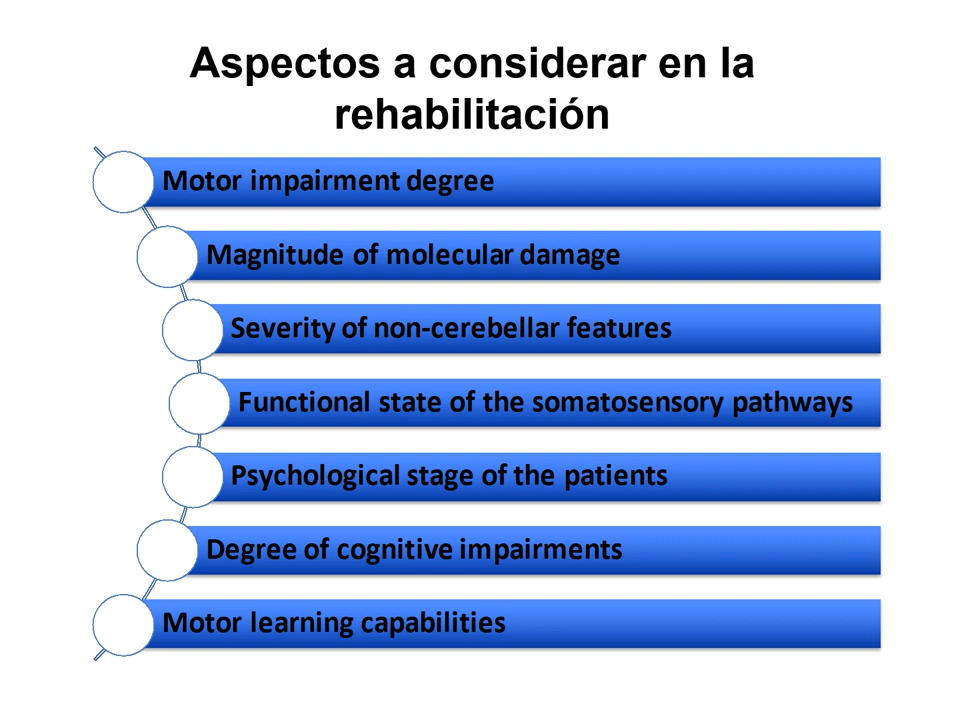 Aspectos a considerar en la
rehabilitación
Motor impairment degree
Magnitude of molecular damage
Severity of non-cerebellar features
Functional state of the somatosensory pathways
Psychological stage of the patients
Degree of cognitive impairments
Motor learning capabilities